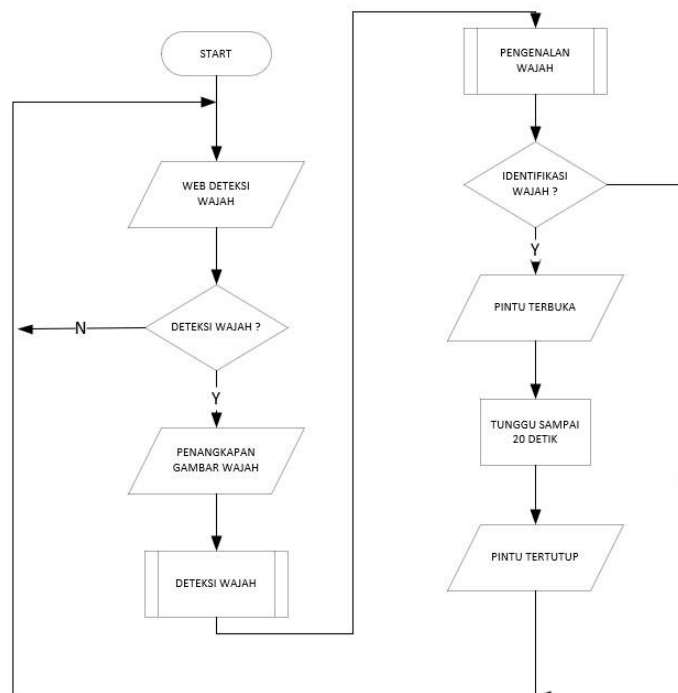 START
WEB DETEKSI
WAJAH
DETEKSI WAJAH ?
N
Y
PENANGKAPAN
GAMBAR WAJAH
DETEKSI WAJAH
PENGENALAN
WAJAH
IDENTIFIKASI
WAJAH ?
Y
PINTU TERBUKA
TUNGGU SAMPAI
20 DETIK
PINTU TERTUTUP